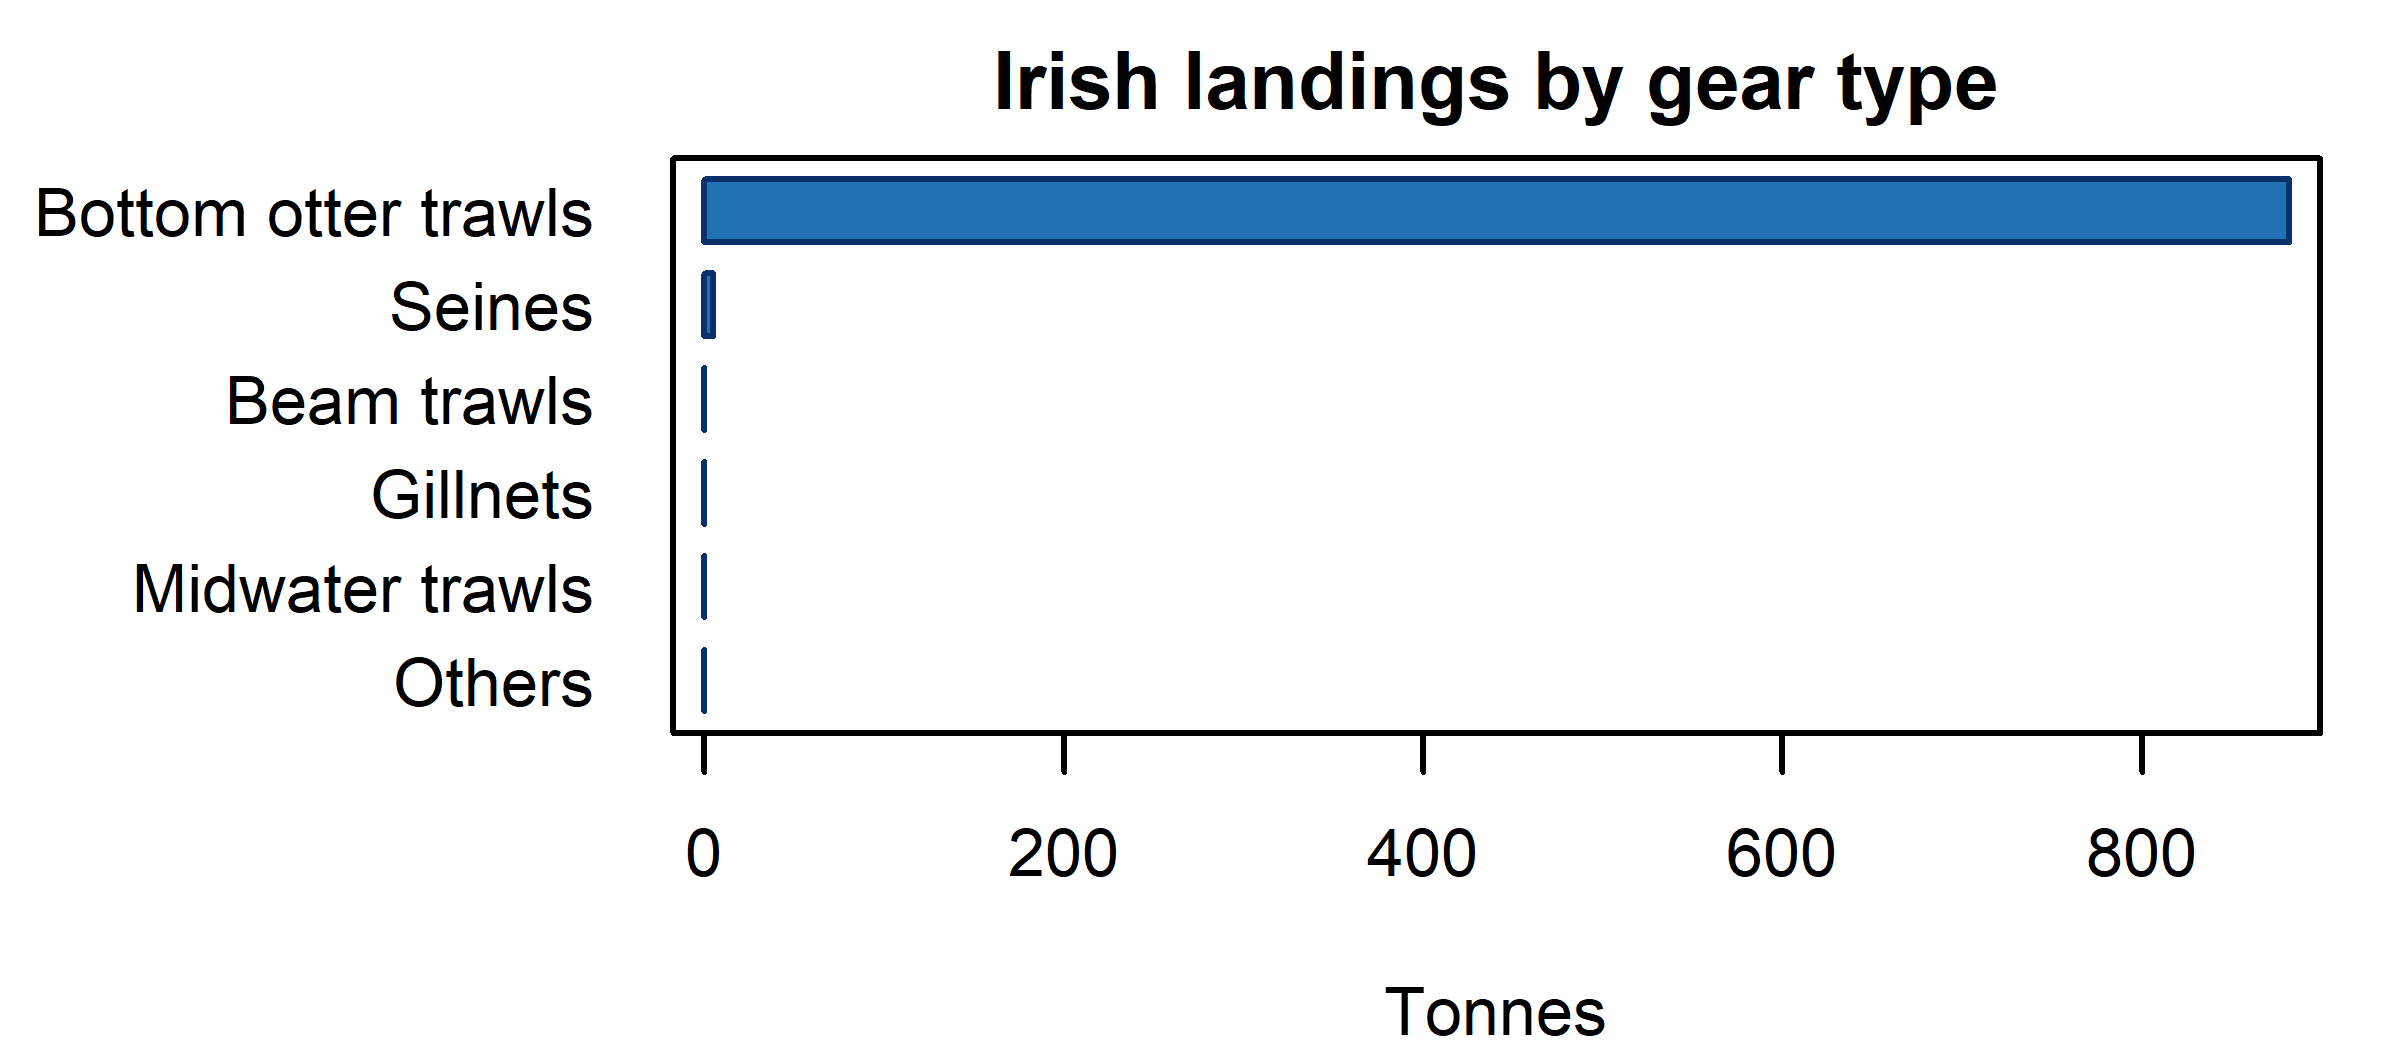 Irish landings by gear type
Bottom otter trawls
Seines
Beam trawls
Gillnets
Midwater trawls
Others
0 200 400 600 800
Tonnes